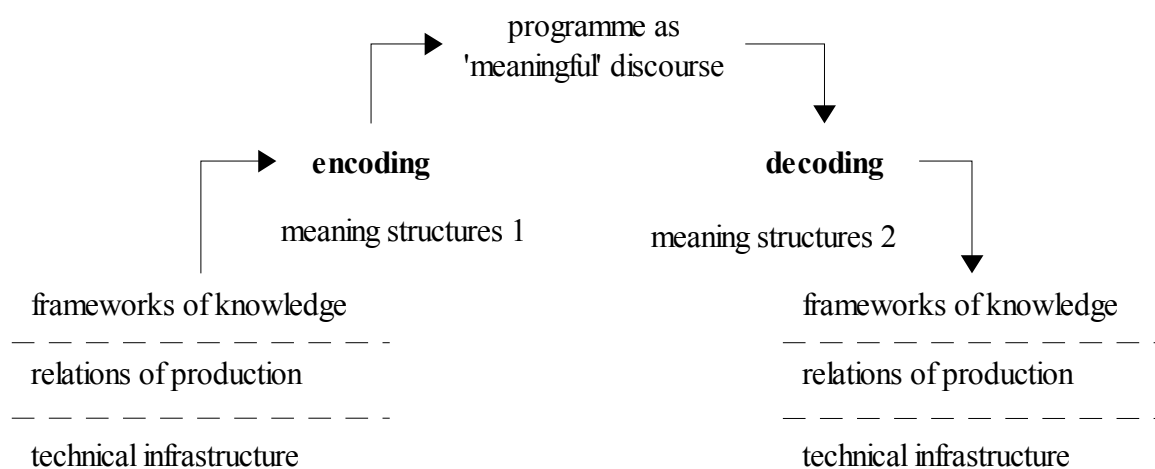 programme as
'meaningful' discourse
encoding
decoding
meaning structures 1
meaning structures 2
frameworks of knowledge
frameworks of knowledge
relations of production
relations of production
technical infrastructure
technical infrastructure